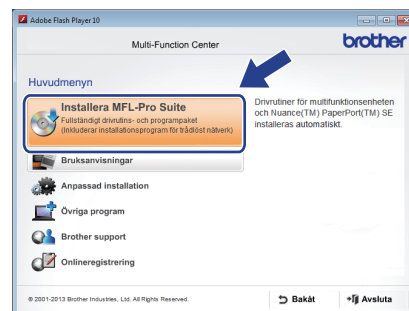 Adobe Flash Player 10
Multi-Function Center
brother
Huvudmenyn
Installera MFL-Pro Suite
Fullständigt drivrutins- och programpaket
(Inkluderar installationsprogram för trådlöst nätverk)
Drivrutiner för multifunktionsenheten
och Nuance(TM) PaperPort(TM) SE
installeras automatiskt.
Bruksanvisningar
Anpassad installation
Övriga program
Brother support
Onlineregistrering
© 2001-2013 Brother Industries, Ltd. All Rights Reserved.
Bakåt
Avsluta